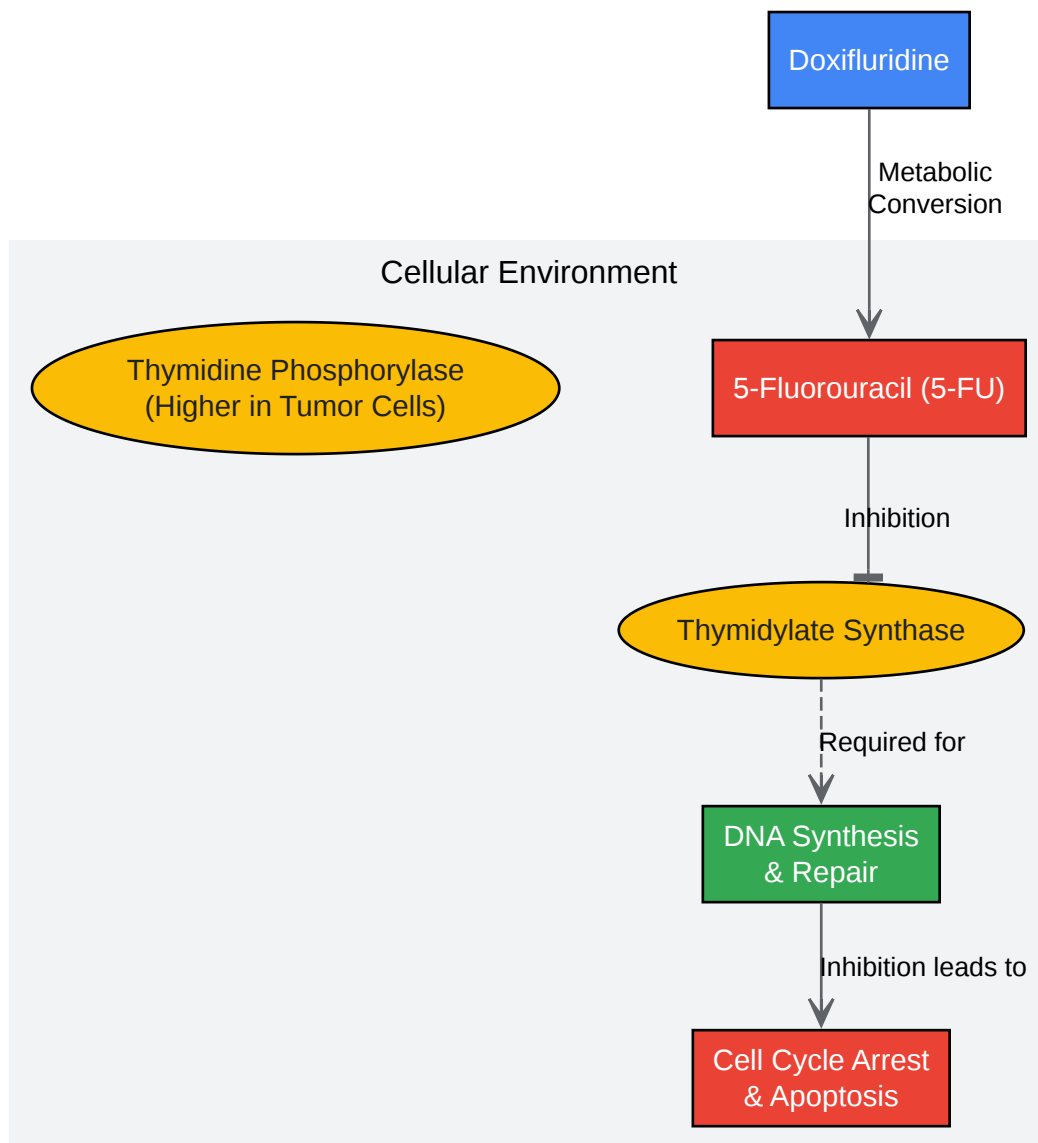 Doxifluridine
Metabolic
Conversion
Cellular Environment
Thymidine Phosphorylase
(Higher in Tumor Cells)
5-Fluorouracil (5-FU)
Inhibition
Thymidylate Synthase
Required for
DNA Synthesis
& Repair
Inhibition leads to
Cell Cycle Arrest
& Apoptosis